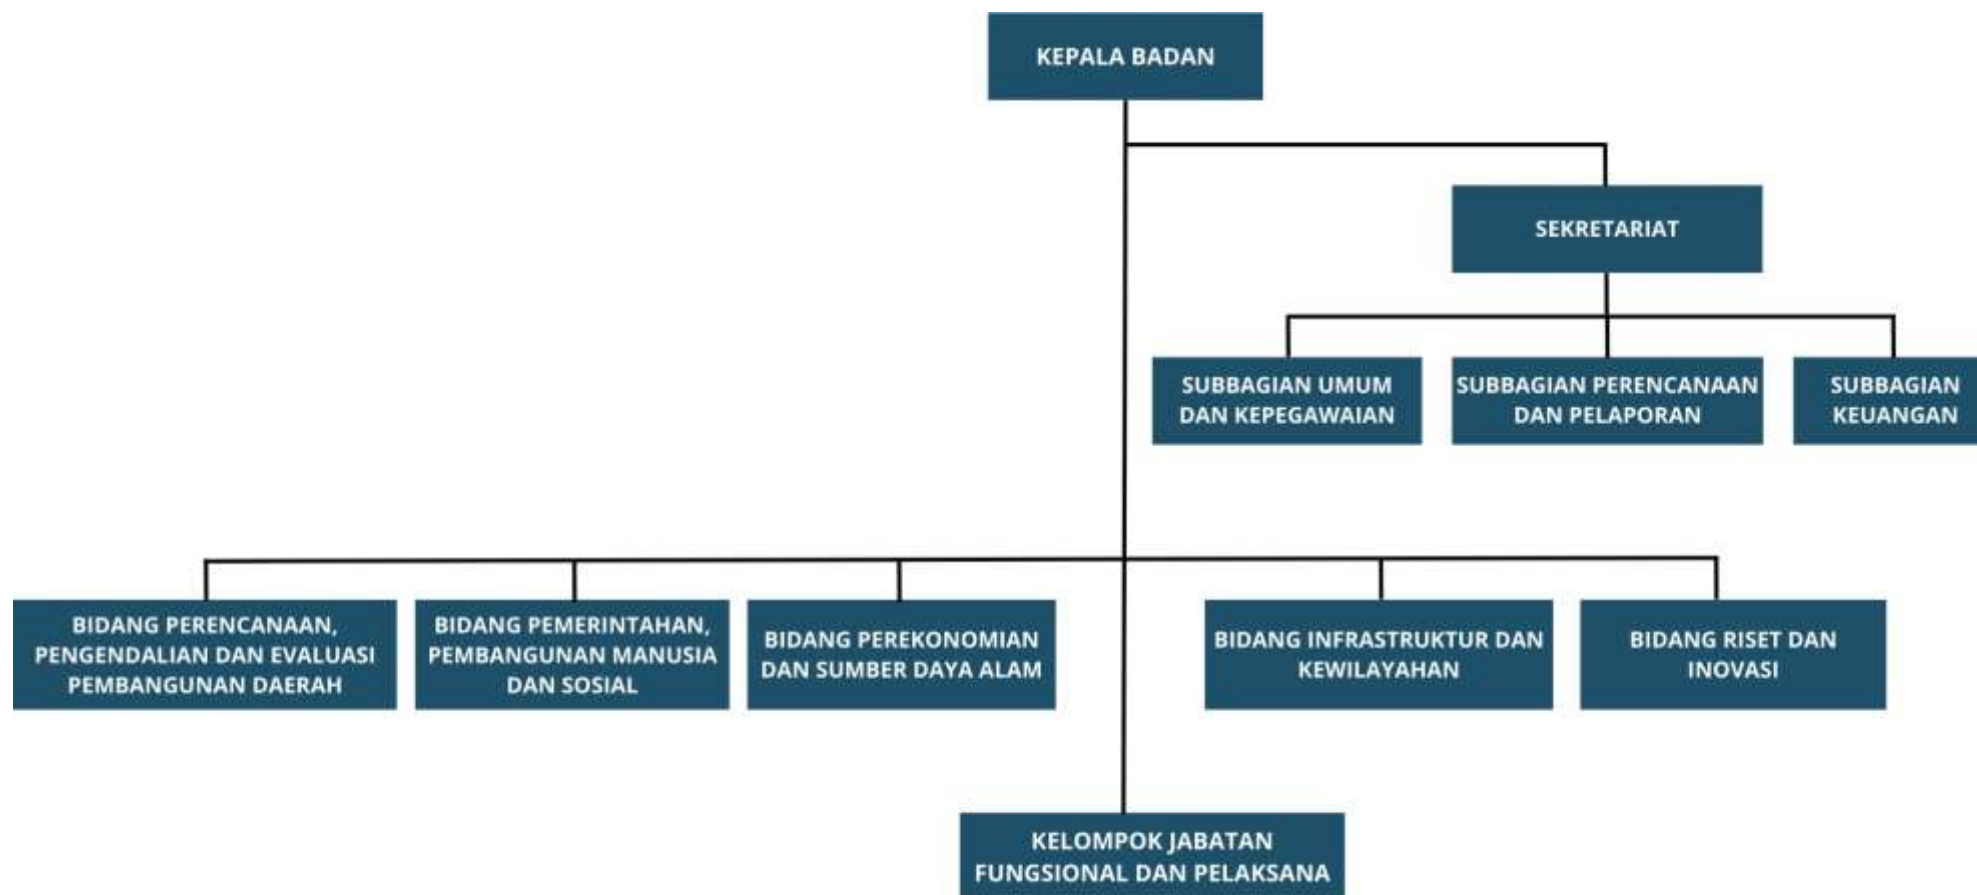 KEPALA BADAN
SEKRETARIAT
SUBBAGIAN UMUM
DAN KEPEGAWAIAN
SUBBAGIAN PERENCANAAN
DAN PELAPORAN
SUBBAGIAN
KEUANGAN
BIDANG PERENCANAAN,
PENGENDALIAN DAN EVALUASI
PEMBANGUNAN DAERAH
BIDANG PEMERINTAHAN,
PEMBANGUNAN MANUSIA
DAN SOSIAL
BIDANG PEREKONOMIAN
DAN SUMBER DAYA ALAM
BIDANG INFRASTRUKTUR DAN
KEWILAYAHAN
BIDANG RISET DAN
INOVASI
KELOMPOK JABATAN
FUNGSIONAL DAN PELAKSANA